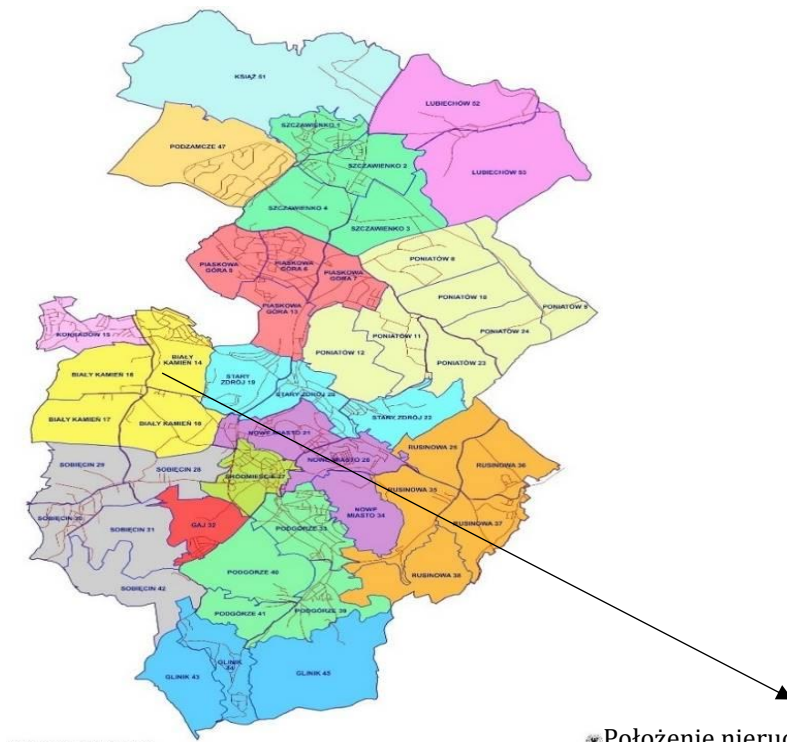 KSIĄŻ 51
LUBIECHÓW 52
SZCZAWIENKO 1
PODZAMCZE 47
SZCZAWIENKO 2
LUBIECHÓW 53
SZCZAWIENKO 4
SZCZAWIENKO 3
PIASKOWA GÓRA 5
PIASKOWA GÓRA 6
PIASKOWA GÓRA 7
PONIATÓW 8
PONIATÓW 10
PONIATÓW 9
PIASKOWA GÓRA 13
PONIATÓW 11
PONIATÓW 24
KONRADÓW 15
BIAŁY KAMIEŃ 14
PONIATÓW 12
PONIATÓW 23
BIAŁY KAMIEŃ 16
STARY ZDRÓJ 19
STARY ZDRÓJ 20
BIAŁY KAMIEŃ 17
BIAŁY KAMIEŃ 18
STARY ZDRÓJ 22
NOWE MIASTO 21
RUSINOWA 25
SOBIĘCIN 29
SOBIĘCIN 28
NOWE MIASTO 26
RUSINOWA 36
ŚRÓDMIEŚCIE 27
RUSINOWA 35
SOBIĘCIN 30
SOBIĘCIN 31
GAJ 32
PODGÓRZE 33
NOWE MIASTO 34
RUSINOWA 37
PODGÓRZE 40
RUSINOWA 38
SOBIĘCIN 42
PODGÓRZE 41
PODGÓRZE 39
GLINIK 43
GLINIK 44
GLINIK 45
Położenie